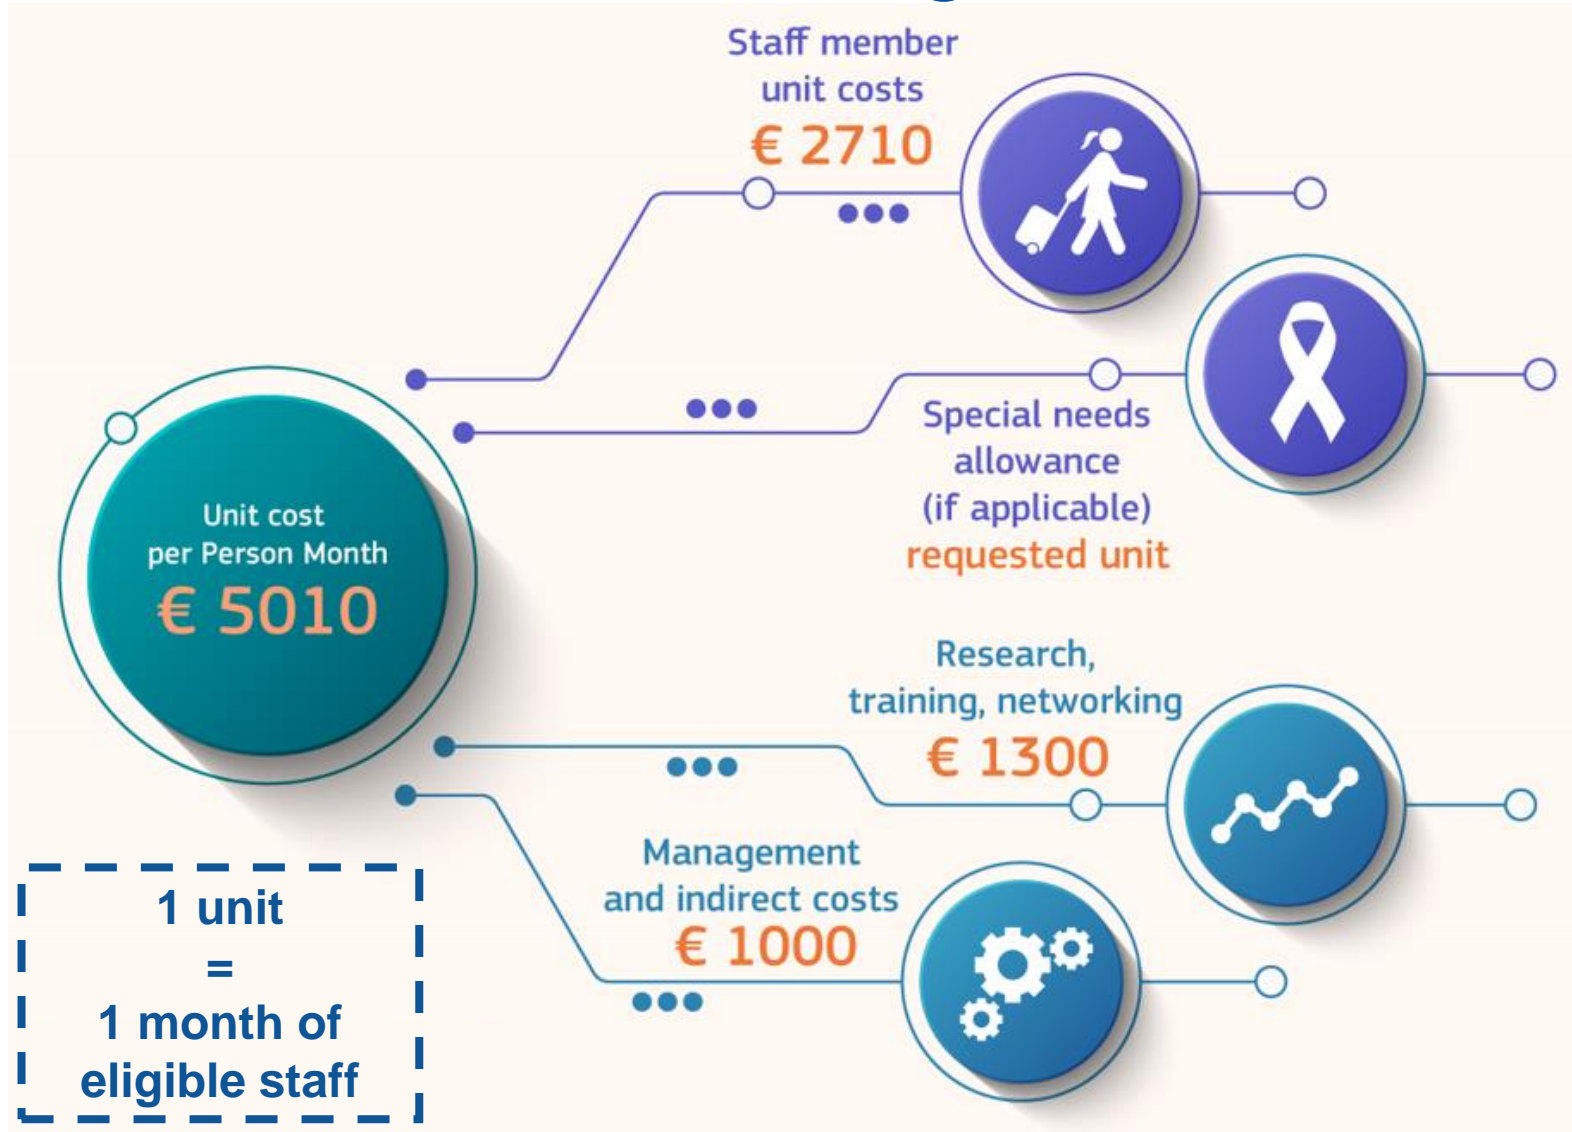 Staff member
unit costs
€ 2710
Special needs
allowance
(if applicable)
requested unit
Unit cost
per Person Month
€ 5010
Research,
training, networking
€ 1300
Management
and indirect costs
€ 1000
1 unit
=
1 month of
eligible staff